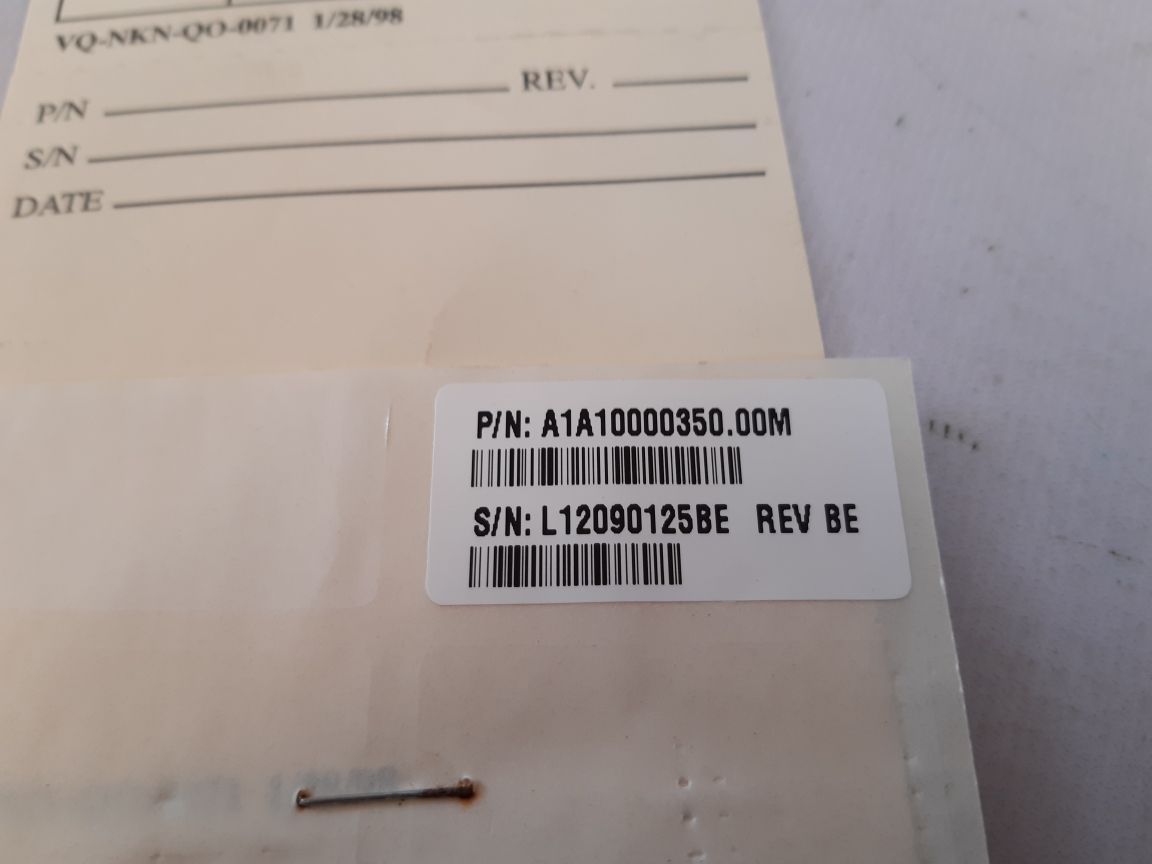 VQ-NKN-QO-0071 1/28/98
P/N REV.
S/N
DATE
P/N: A1A10000350.00M
S/N: L12090125BE REV BE